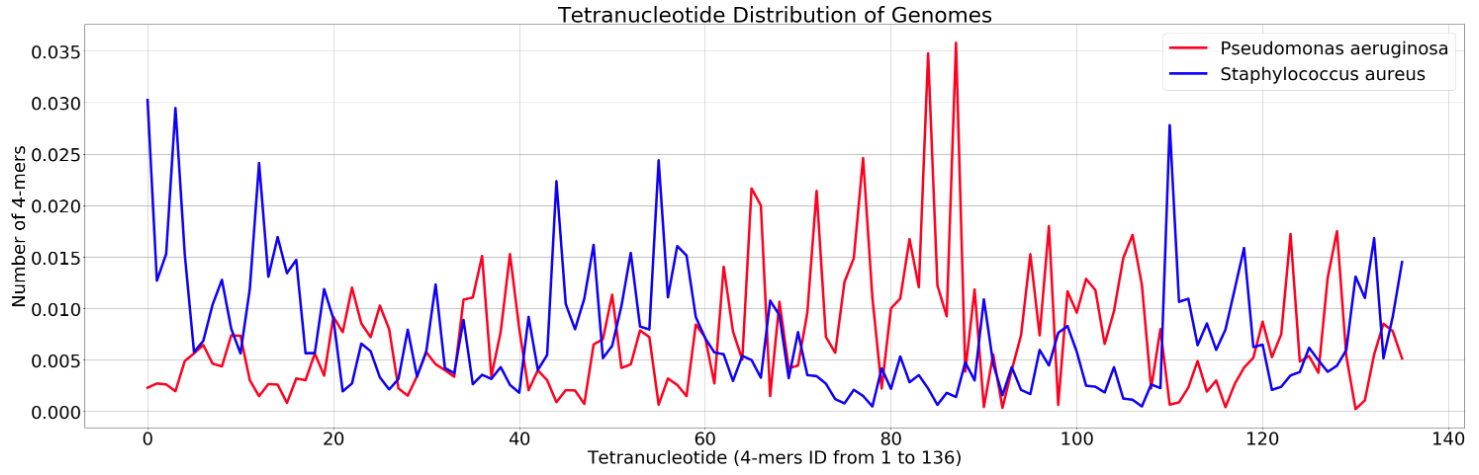 Tetranucleotide Distribution of Genomes
Pseudomonas aeruginosa
Staphylococcus aureus
Number of 4-mers
0.035
0.030
0.025
0.020
0.015
0.010
0.005
0.000
0 20 40 60 80 100 120 140
Tetranucleotide (4-mers ID from 1 to 136)